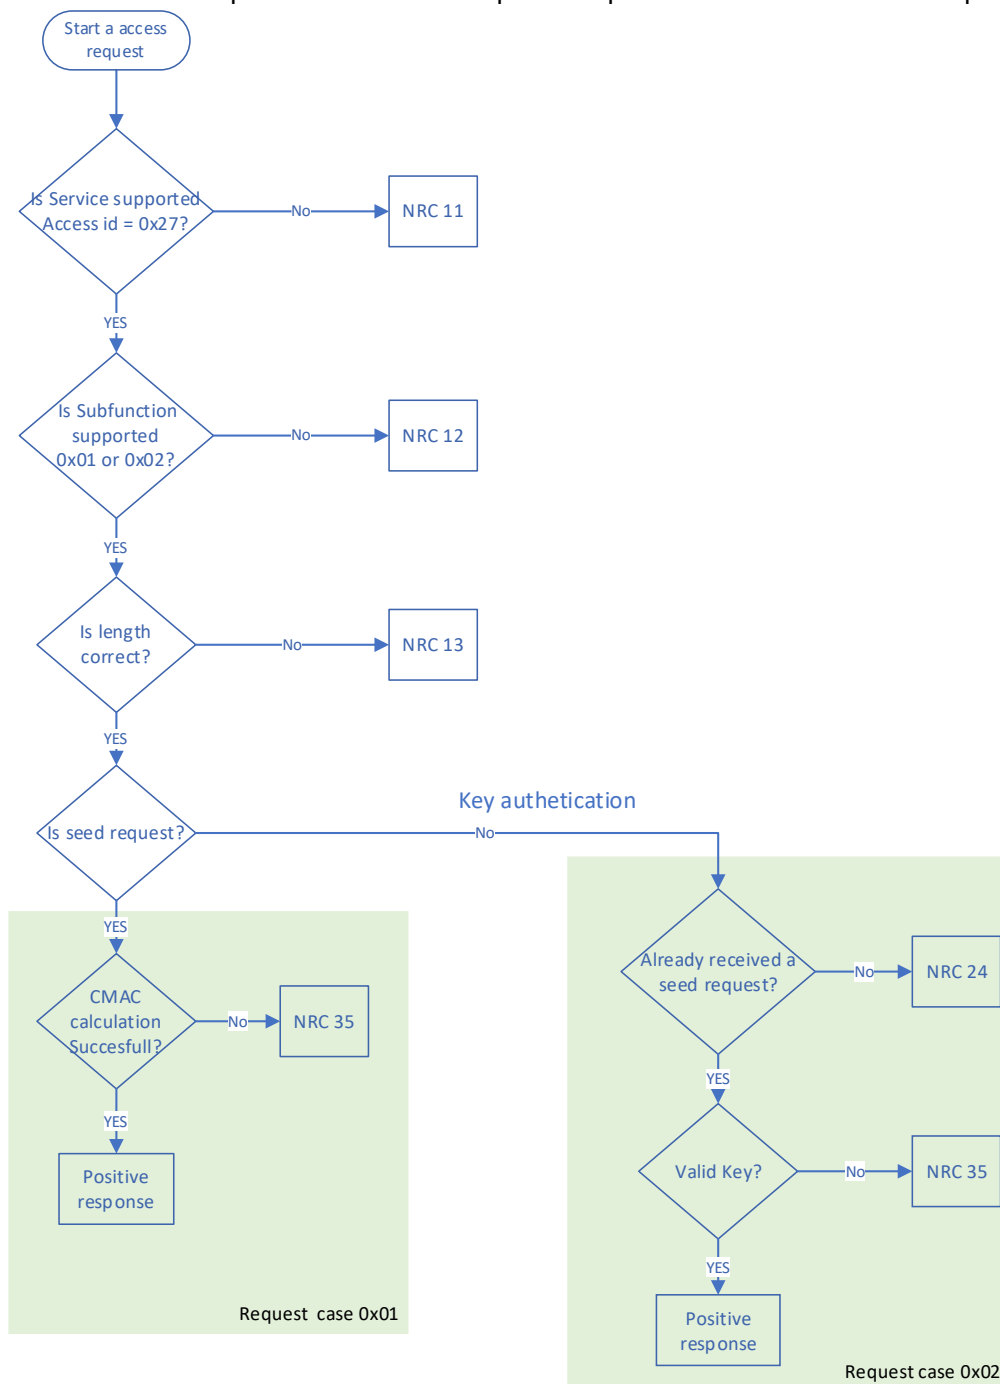 Start a access
request
Is Service supported
Access id = 0x27?
No
NRC 11
YES
Is Subfunction
supported
0x01 or 0x02?
No
NRC 12
YES
Is length
correct?
No
NRC 13
YES
Is seed request?
Key authetication
No
YES
CMAC
calculation
Succesfull?
No
NRC 35
YES
Positive
response
Request case 0x01
Already received a
seed request?
No
NRC 24
YES
Valid Key?
No
NRC 35
YES
Positive
response
Request case 0x02